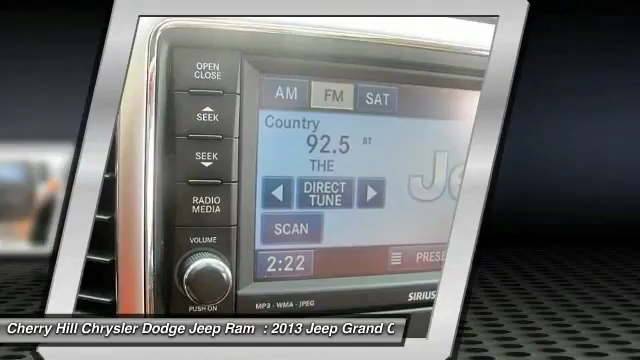 OPEN
CLOSE
SEEK
SEEK
RADIO
MEDIA
VOLUME
PUSH ON
AM FM SAT
Country
92.5 ST
THE
DIRECT
TUNE
SCAN
2:22
MP3 - WMA - JPEG
SIRIUS
Cherry Hill Chrysler Dodge Jeep Ram : 2013 Jeep Grand